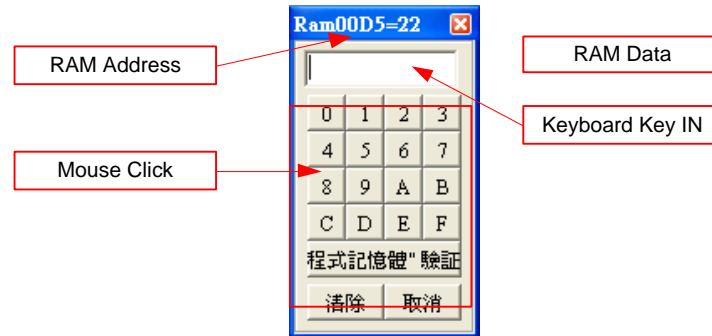 Ram00D5=22
RAM Address
RAM Data
Keyboard Key IN
0 1 2 3
4 5 6 7
Mouse Click
8 9 A B
C D E F
程式記憶體"驗証
清除 取消